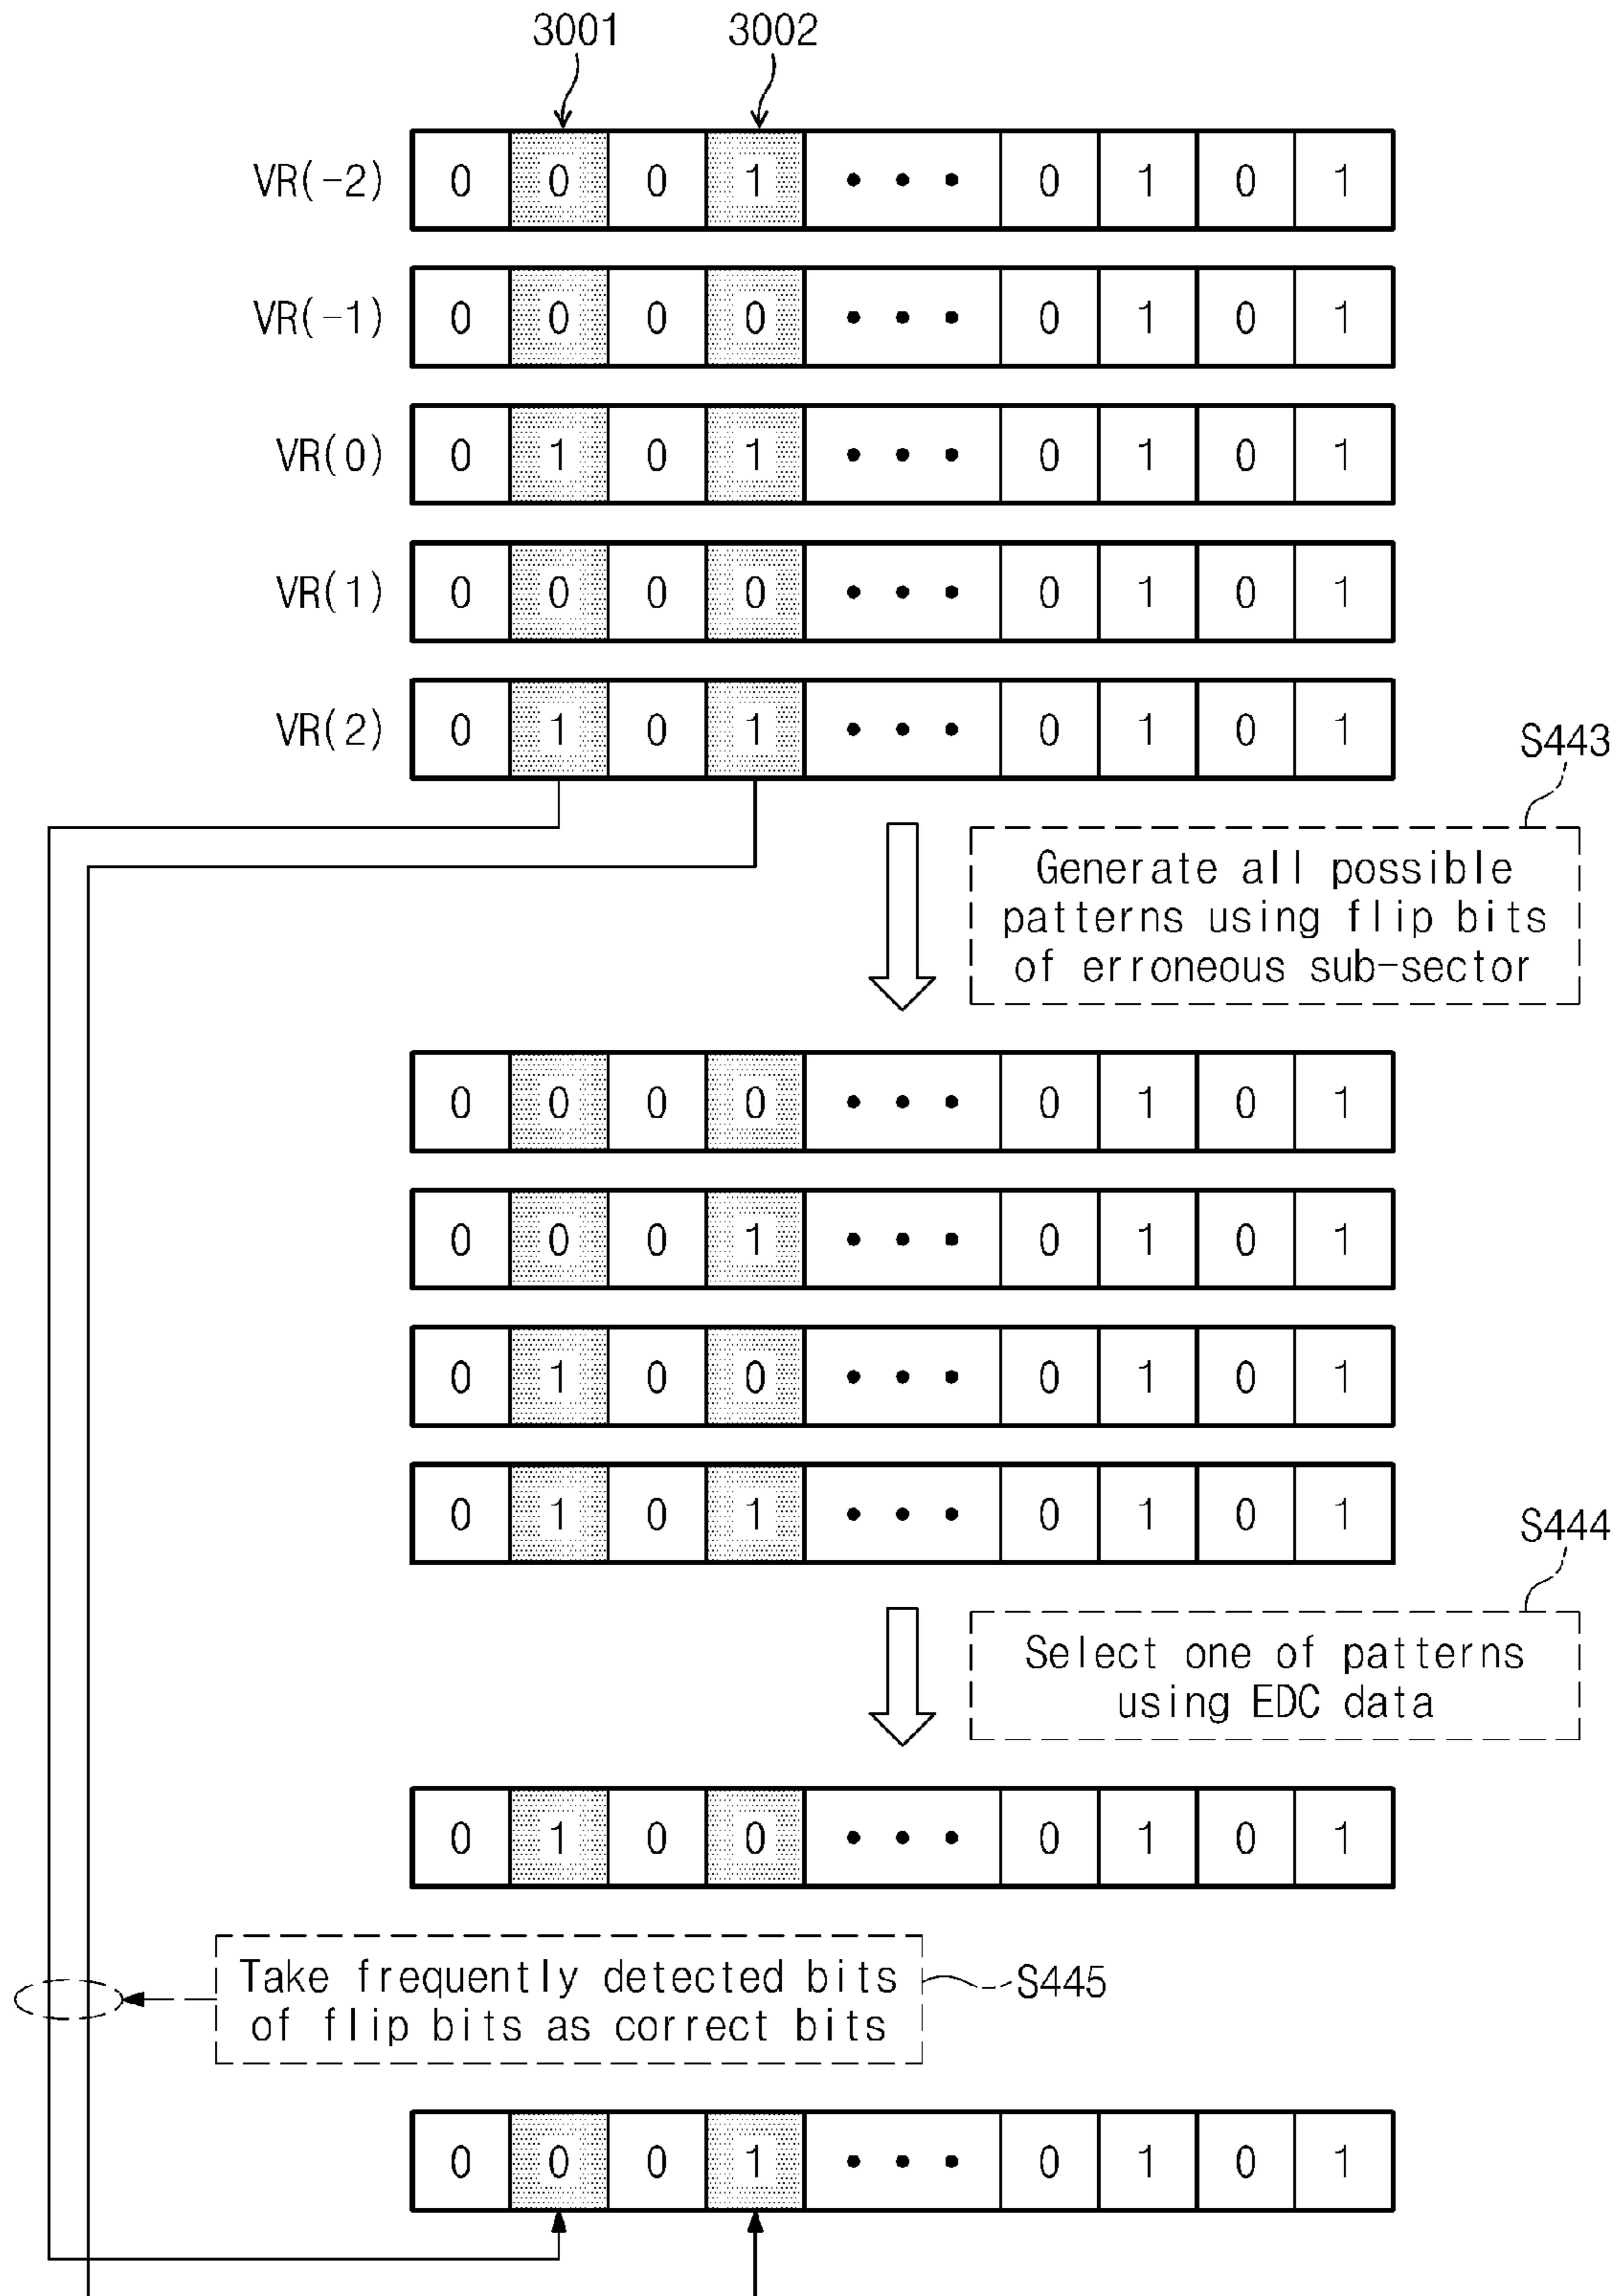 3001 3002
VR(-2) 0 0 0 1 • • • 0 1 0 1
VR(-1) 0 0 0 0 • • • 0 1 0 1
VR(0) 0 1 0 1 • • • 0 1 0 1
VR(1) 0 0 0 0 • • • 0 1 0 1
VR(2) 0 1 0 1 • • • 0 1 0 1
S443
Generate all possible
patterns using flip bits
of erroneous sub-sector
0 0 0 0 • • • 0 1 0 1
0 0 0 1 • • • 0 1 0 1
0 1 0 0 • • • 0 1 0 1
0 1 0 1 • • • 0 1 0 1
S444
Select one of patterns
using EDC data
0 1 0 0 • • • 0 1 0 1
Take frequently detected bits
of flip bits as correct bits
S445
0 0 0 1 • • • 0 1 0 1